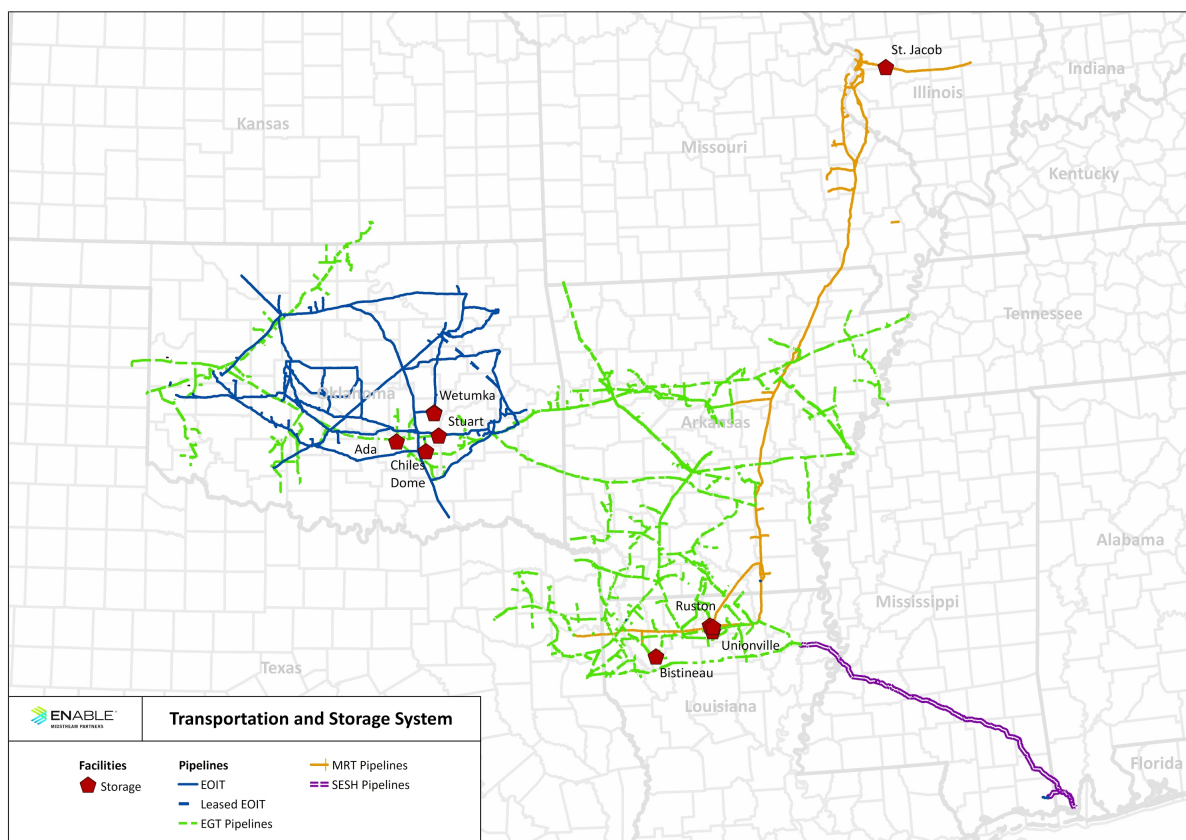 St. Jacob
Indiana
Illinois
Kansas
Missouri
Kentucky
Tennessee
Oklahoma
Wetumka
Stuart
Ada
Chiles
Dome
Arkansas
Alabama
Mississippi
Ruston
Unionville
Bistineau
Texas
Louisiana
Florida
ENABLE
MIDSTREAM PARTNERS
Transportation and Storage System
Facilities
Storage
Pipelines
EOIT
Leased EOIT
EGT Pipelines
MRT Pipelines
SESH Pipelines